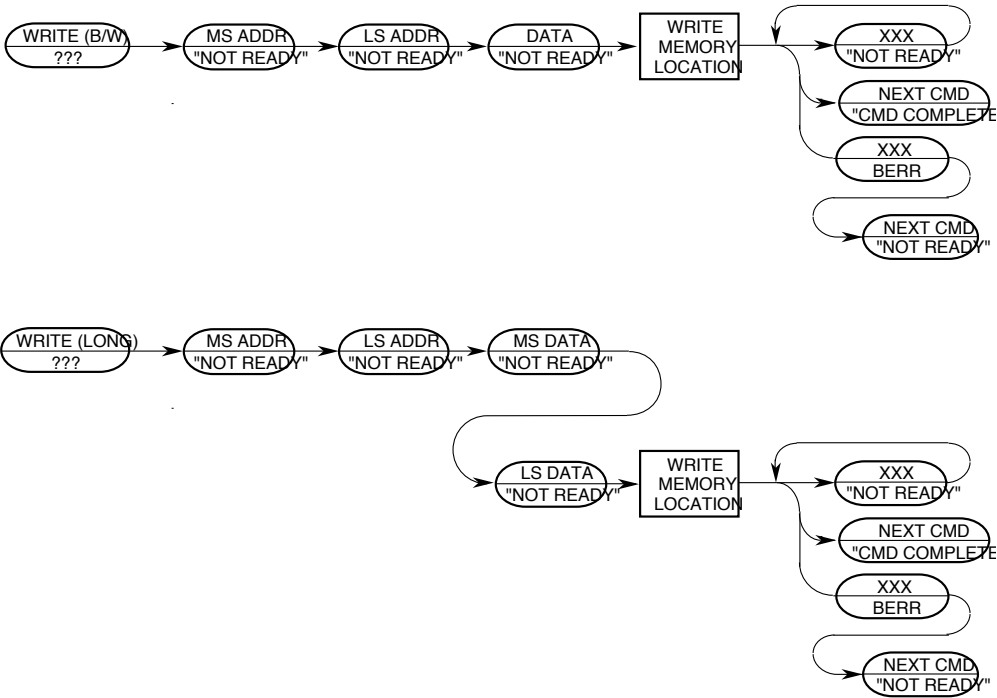 WRITE (B/W)
???
MS ADDR
"NOT READY"
LS ADDR
"NOT READY"
DATA
"NOT READY"
WRITE
MEMORY
LOCATION
XXX
"NOT READY"
NEXT CMD
"CMD COMPLETE
XXX
BERR
NEXT CMD
"NOT READY"
WRITE (LONG)
???
MS ADDR
"NOT READY"
LS ADDR
"NOT READY"
MS DATA
"NOT READY"
LS DATA
"NOT READY"
WRITE
MEMORY
LOCATION
XXX
"NOT READY"
NEXT CMD
"CMD COMPLETE
XXX
BERR
NEXT CMD
"NOT READY"